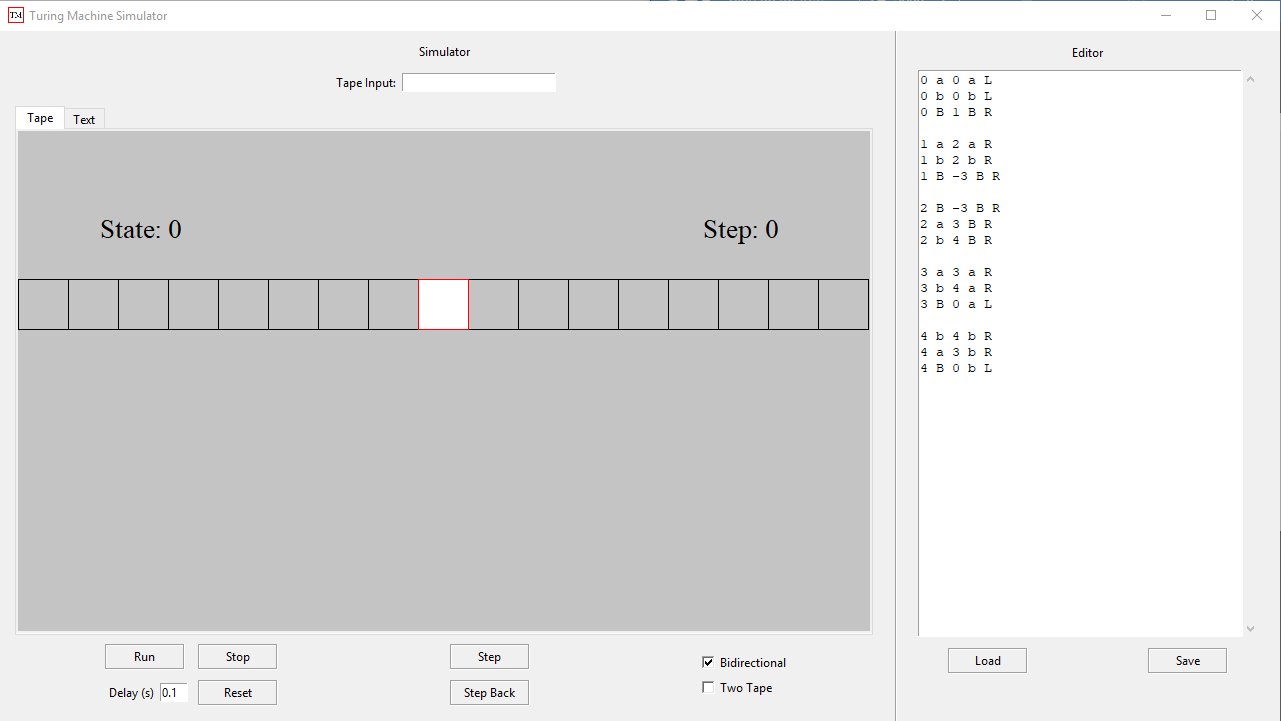 TM Turing Machine Simulator
Simulator
Tape Input:
Tape Text
State: 0 Step: 0
Run Stop Step
Delay (s) 0.1 Reset Step Back
Bidirectional
Two Tape
Editor
0 a 0 a L
0 b 0 b L
0 B 1 B R
1 a 2 a R
1 b 2 b R
1 B -3 B R
2 B -3 B R
2 a 3 B R
2 b 4 B R
3 a 3 a R
3 b 4 a R
3 B 0 a L
4 b 4 b R
4 a 3 b R
4 B 0 b L
Load Save